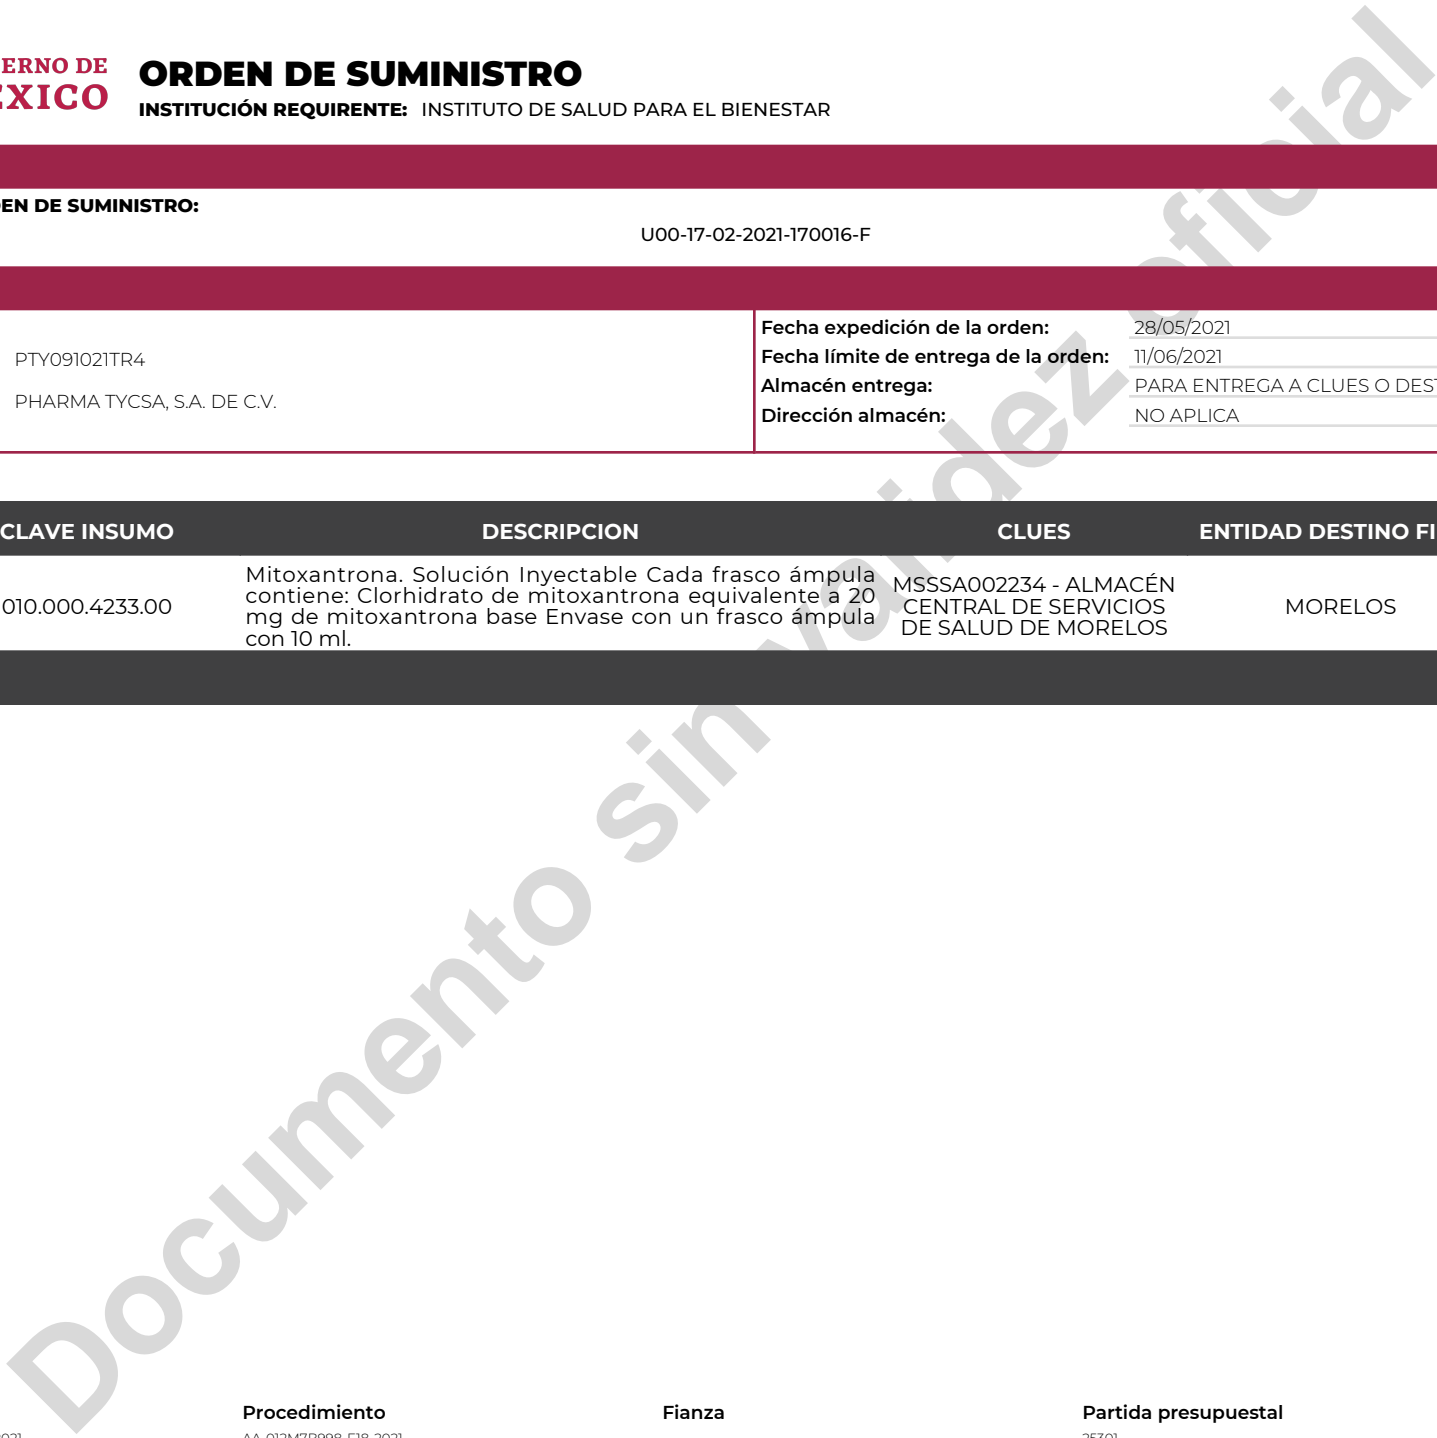 ERNO DE
ORDEN DE SUMINISTRO
INSTITUCIÓN REQUIRENTE: INSTITUTO DE SALUD PARA EL BIENESTAR
EN DE SUMINISTRO:
U00-17-02-2021-170016-F
PTY091021TR4
PHARMA TYCSA, S.A. DE C.V.
Fecha expedición de la orden: 28/05/2021
Fecha límite de entrega de la orden: 11/06/2021
Almacén entrega: PARA ENTREGA A CLUES O DEST
Dirección almacén: NO APLICA
CLAVE INSUMO DESCRIPCION CLUES ENTIDAD DESTINO FI
010.000.4233.00
Mitoxantrona. Solución Inyectable Cada frasco ámpula
contiene: Clorhidrato de mitoxantrona equivalente a 20
mg de mitoxantrona base Envase con un frasco ámpula
con 10 ml.
MSSSA002234 - ALMACÉN
CENTRAL DE SERVICIOS
DE SALUD DE MORELOS
MORELOS
Documento sin validez oficial
Procedimiento Fianza Partida presupuestal